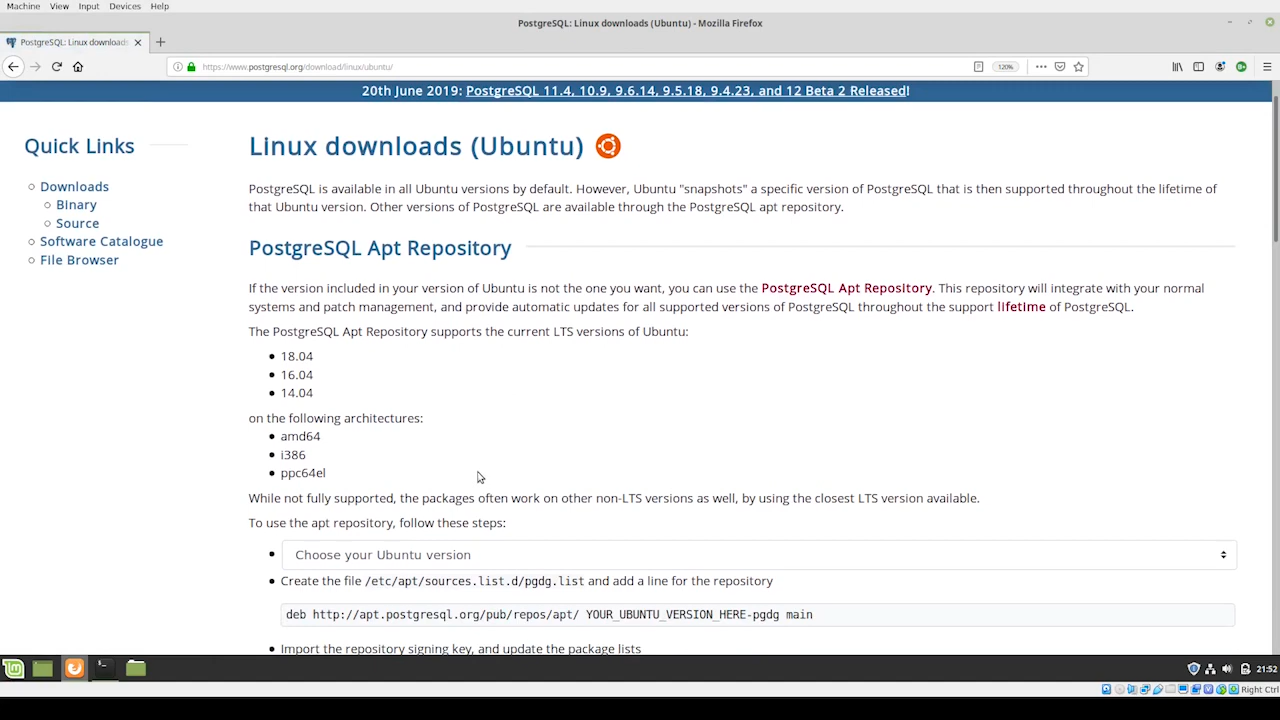 Machine View Input Devices Help
PostgreSQL: Linux downloads (Ubuntu) - Mozilla Firefox
PostgreSQL: Linux downloads
https://www.postgresql.org/download/linux/ubuntu/
120%
20th June 2019: PostgreSQL 11.4, 10.9, 9.6.14, 9.5.18, 9.4.23, and 12 Beta 2 Released!
Quick Links
Downloads
Binary
Source
Software Catalogue
File Browser
Linux downloads (Ubuntu)
PostgreSQL is available in all Ubuntu versions by default. However, Ubuntu "snapshots" a specific version of PostgreSQL that is then supported throughout the lifetime of
that Ubuntu version. Other versions of PostgreSQL are available through the PostgreSQL apt repository.
PostgreSQL Apt Repository
If the version included in your version of Ubuntu is not the one you want, you can use the PostgreSQL Apt Repository. This repository will integrate with your normal
systems and patch management, and provide automatic updates for all supported versions of PostgreSQL throughout the support lifetime of PostgreSQL.
The PostgreSQL Apt Repository supports the current LTS versions of Ubuntu:
18.04
16.04
14.04
on the following architectures:
amd64
i386
ppc64el
While not fully supported, the packages often work on other non-LTS versions as well, by using the closest LTS version available.
To use the apt repository, follow these steps:
Choose your Ubuntu version
Create the file /etc/apt/sources.list.d/pgdg.list and add a line for the repository
deb http://apt.postgresql.org/pub/repos/apt/ YOUR_UBUNTU_VERSION_HERE-pgdg main
Import the repository signing key, and update the package lists
21:52
Right Ctrl